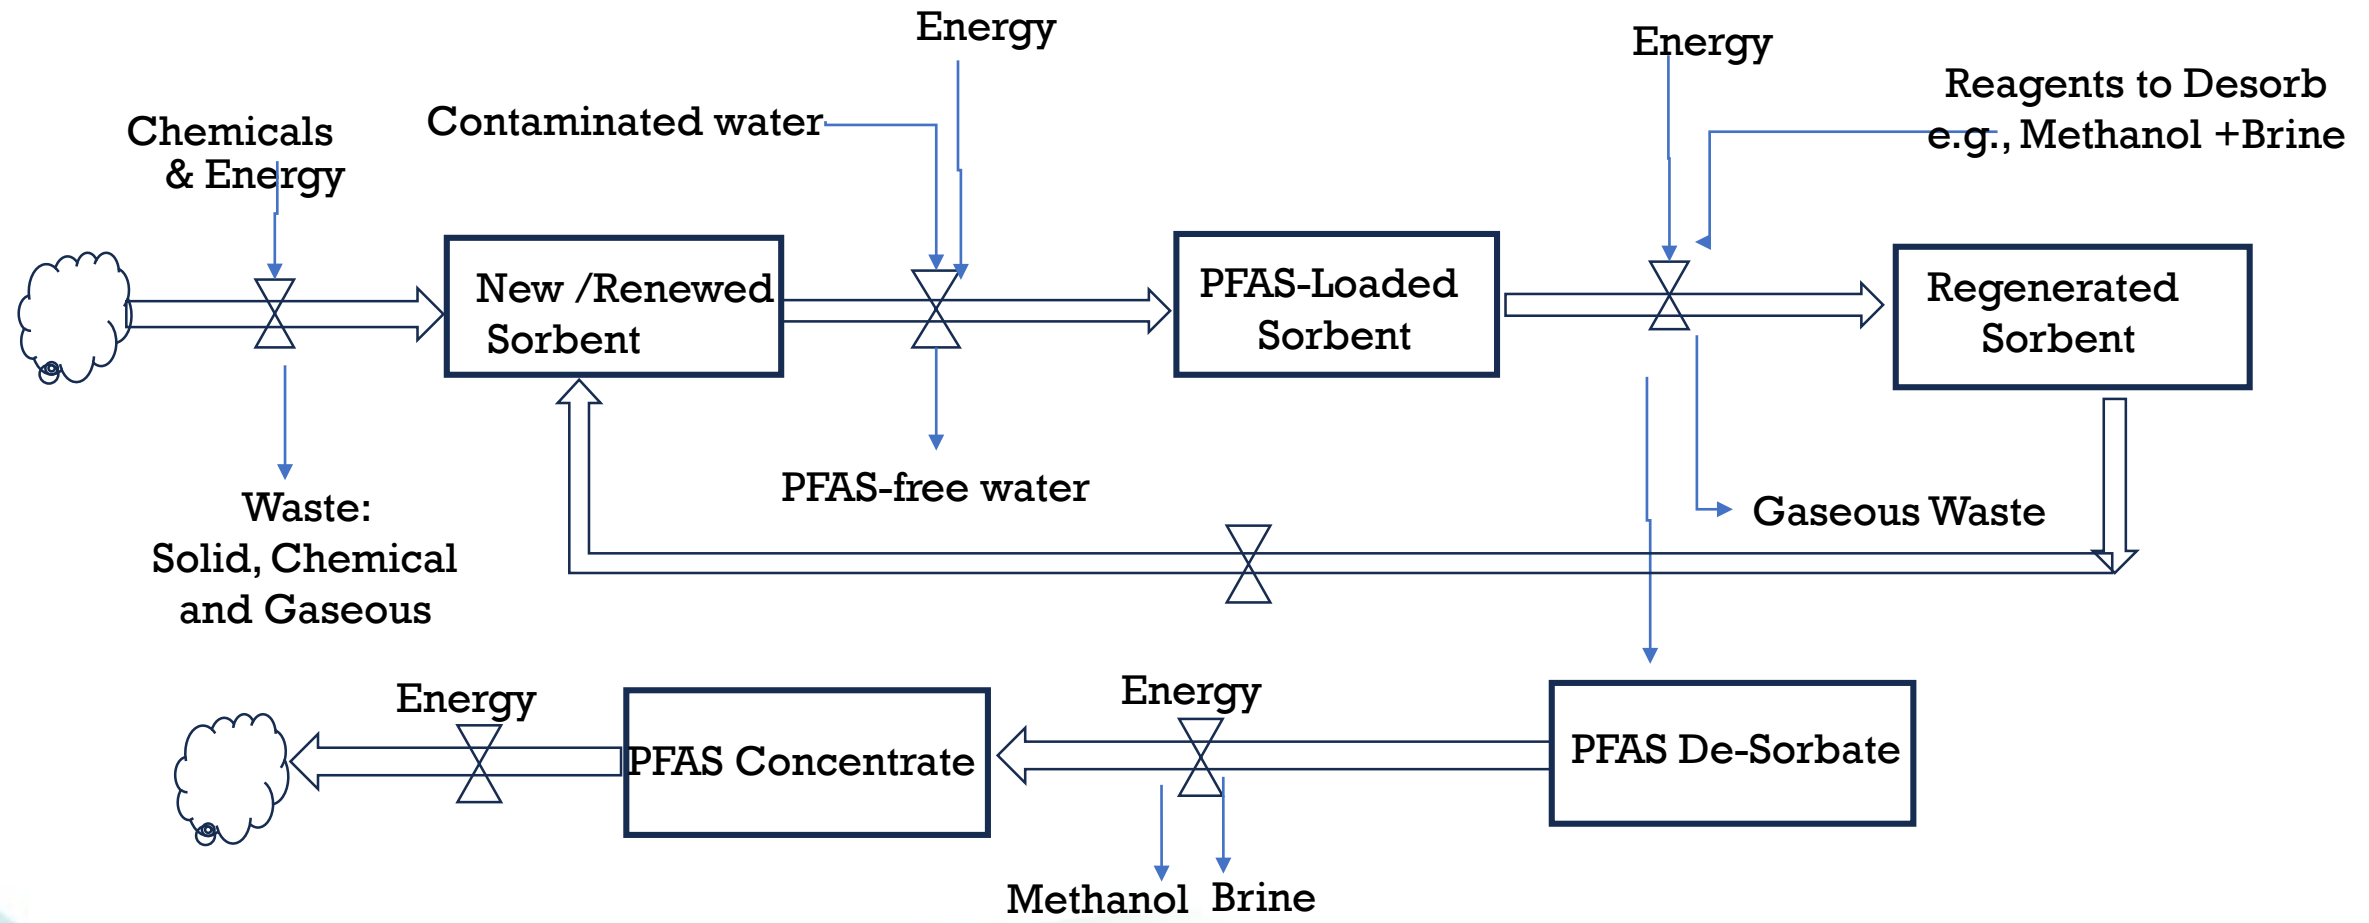 Energy
Energy
Reagents to Desorb
e.g., Methanol +Brine
Contaminated water
Chemicals
& Energy
New /Renewed
Sorbent
PFAS-Loaded
Sorbent
Regenerated
Sorbent
PFAS-free water
Gaseous Waste
Waste:
Solid, Chemical
and Gaseous
Energy
Energy
PFAS Concentrate
PFAS De-Sorbate
Methanol
Brine